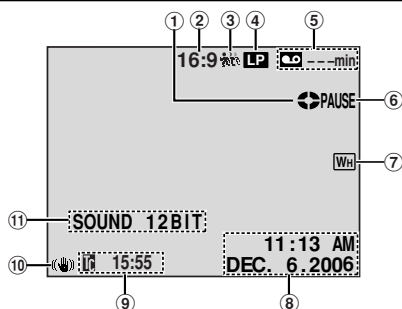 ① ② ③ ④ ⑤
16:9 LP ---min
PAUSE ⑥
WH ⑦
⑪ SOUND 12BIT
11:13 AM
DEC. 6.2006
⑩ 15:55
⑨ ⑧